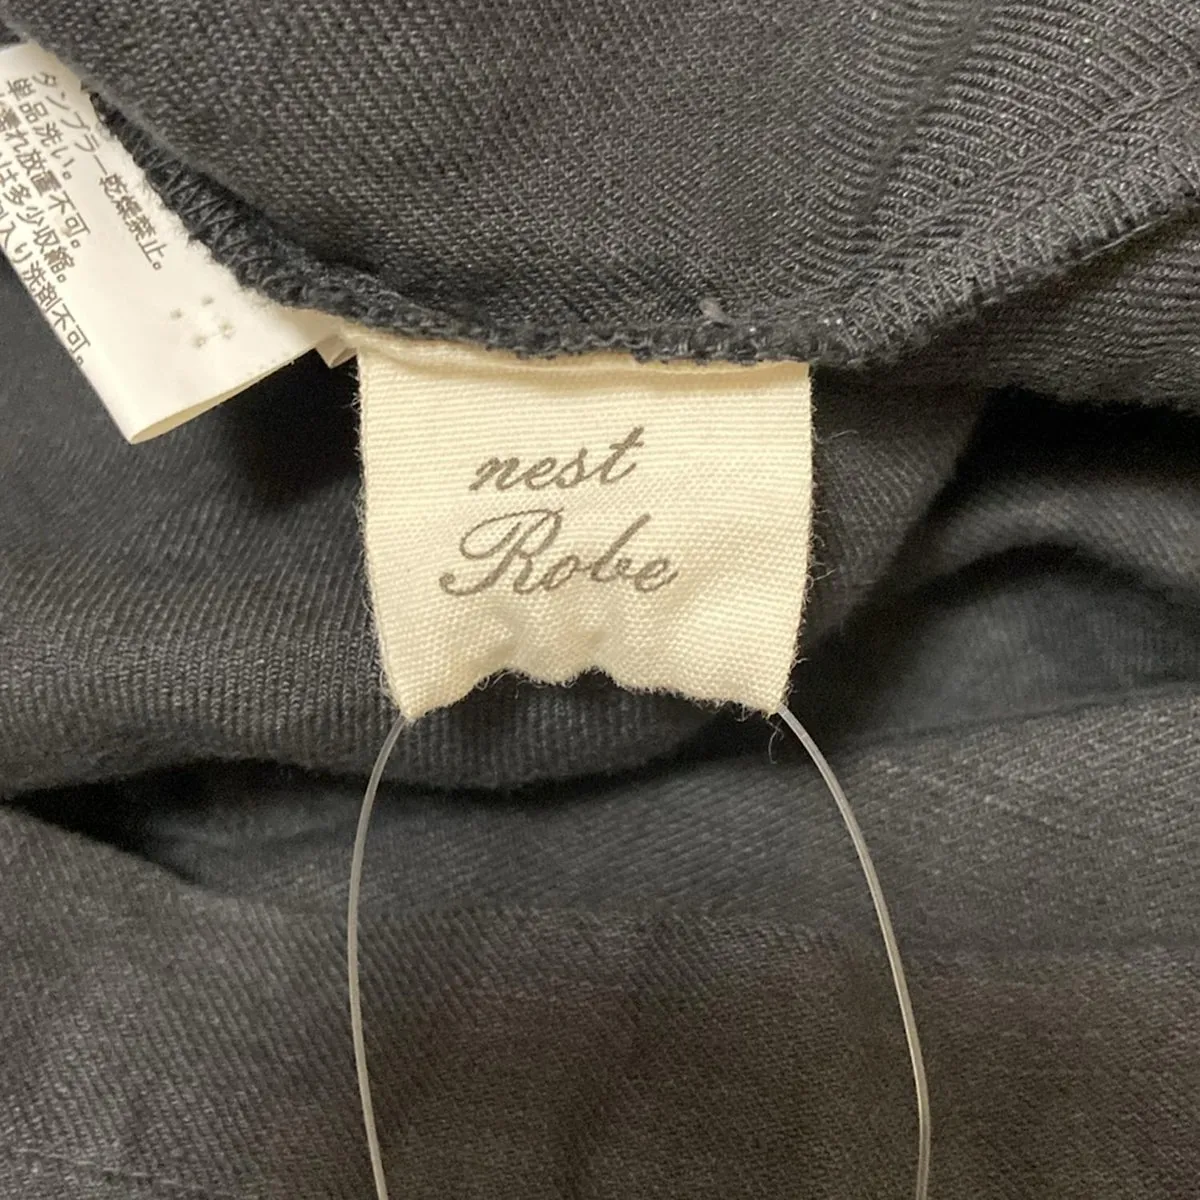 タンブラー乾燥禁止。
単品洗い。
濡れ放置不可。
は多少収縮。
剤入り洗剤不可。
nest
Robe